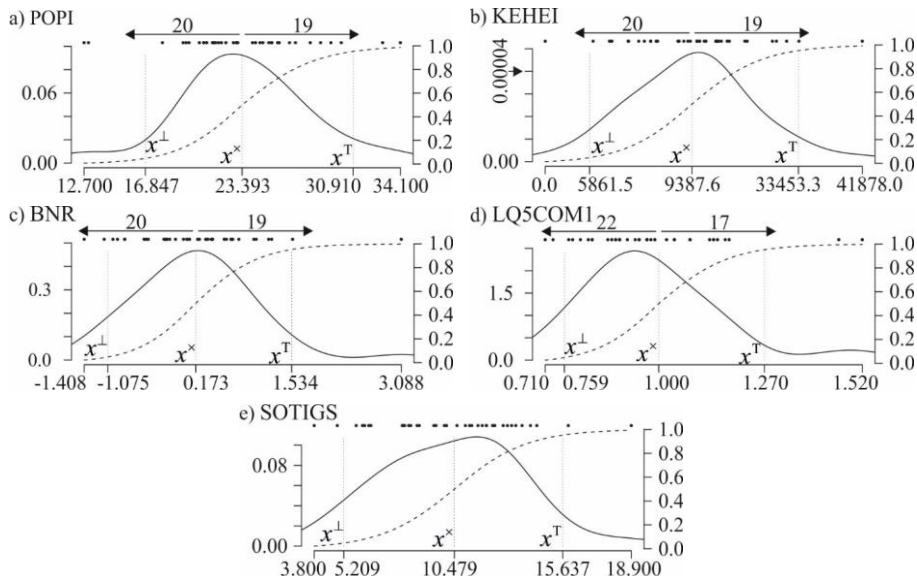 a) POPI
20 19
0.06
0.00
x⊥ x× xT
1.0
0.8
0.6
0.4
0.2
0.0
12.700 16.847 23.393 30.910 34.100
b) KEHEI
20 19
0.00004
0.00
x⊥ x× xT
1.0
0.8
0.6
0.4
0.2
0.0
0.0 5861.5 93887.6 33453.3 41878.0
c) BNR
20 19
0.3
0.0
x⊥ x× xT
1.0
0.8
0.6
0.4
0.2
0.0
-1.408 -1.075 0.173 1.534 3.088
d) LQ5COM1
22 17
1.5
0.0
x⊥ x× xT
1.0
0.8
0.6
0.4
0.2
0.0
0.710 0.759 1.000 1.270 1.520
e) SOTIGS
0.08
0.00
x⊥ x× xT
1.0
0.8
0.6
0.4
0.2
0.0
3.800 5.209 10.479 15.637 18.900